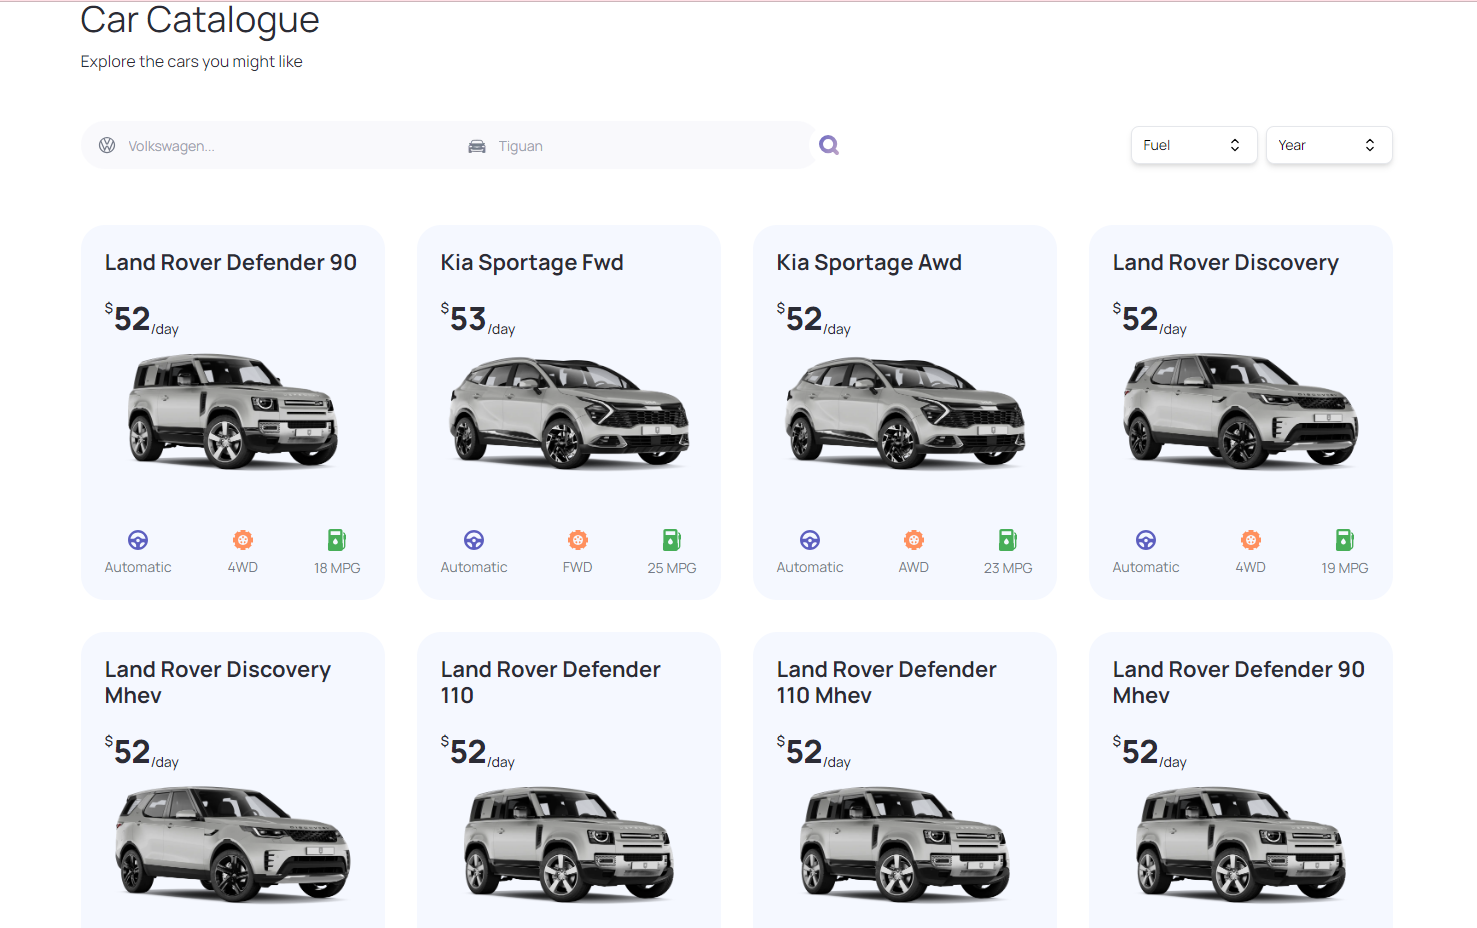 Car Catalogue
Explore the cars you might like
Volkswagen...
Tiguan
Fuel
Year
Land Rover Defender 90
$52/day
Automatic
4WD
18 MPG
Kia Sportage Fwd
$53/day
Automatic
FWD
25 MPG
Kia Sportage Awd
$52/day
Automatic
AWD
23 MPG
Land Rover Discovery
$52/day
Automatic
4WD
19 MPG
Land Rover Discovery
Mhev
$52/day
Land Rover Defender
110
$52/day
Land Rover Defender
110 Mhev
$52/day
Land Rover Defender 90
Mhev
$52/day